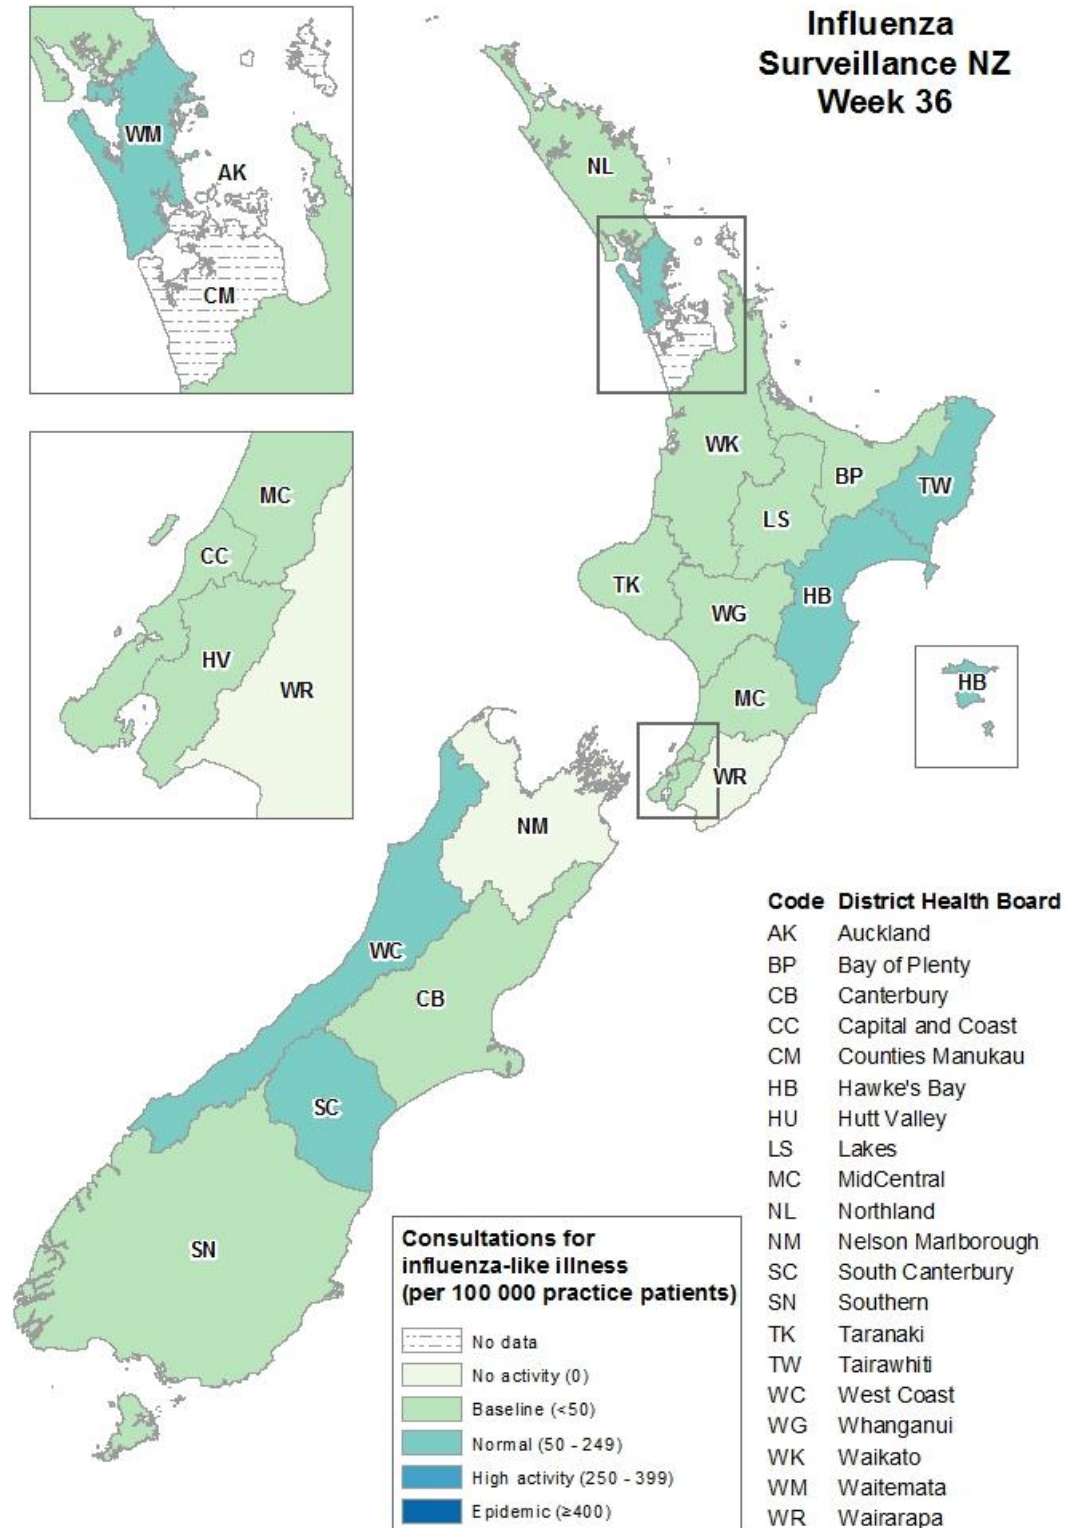 Influenza
Surveillance NZ
Week 36
WM
AK
CM
NL
WK
BP
TW
LS
TK
HB
WG
MC
WR
HB
MC
CC
HV
WR
NM
WC
CB
SC
SN
Consultations for
influenza-like illness
(per 100 000 practice patients)
No data
No activity (0)
Baseline (<50)
Normal (50 - 249)
High activity (250 - 399)
Epidemic (≥400)
Code District Health Board
AK Auckland
BP Bay of Plenty
CB Canterbury
CC Capital and Coast
CM Counties Manukau
HB Hawke's Bay
HU Hutt Valley
LS Lakes
MC MidCentral
NL Northland
NM Nelson Marlborough
SC South Canterbury
SN Southern
TK Taranaki
TW Tairawhiti
WC West Coast
WG Whanganui
WK Waikato
WM Waitemata
WR Wairarapa